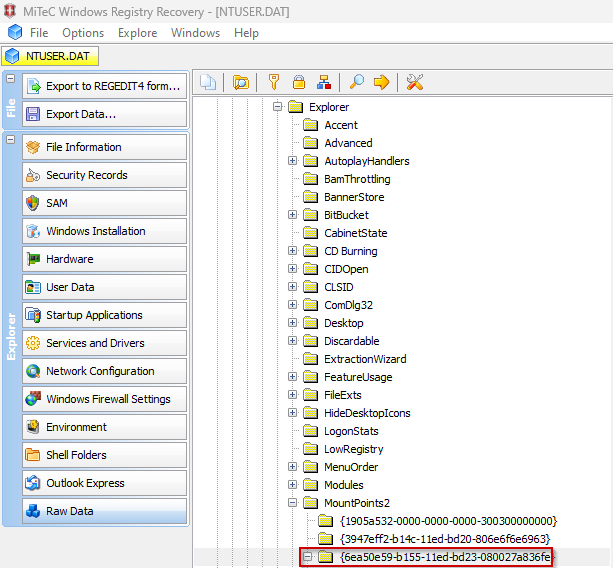 MiTeC Windows Registry Recovery - [NTUSER.DAT]
File Options Explore Windows Help
NTUSER.DAT
File
Export to REGEDIT4 form...
Export Data...
Explorer
File Information
Security Records
SAM
Windows Installation
Hardware
User Data
Startup Applications
Services and Drivers
Network Configuration
Windows Firewall Settings
Environment
Shell Folders
Outlook Express
Raw Data
Explorer
Accent
Advanced
AutoplayHandlers
BamThrottling
BannerStore
BitBucket
CabinetState
CD Burning
CIDOpen
CLSID
ComDlg32
Desktop
Discardable
ExtractionWizard
FeatureUsage
FileExts
HideDesktopIcons
LogonStats
LowRegistry
MenuOrder
Modules
MountPoints2
{1905a532-0000-0000-0000-300300000000}
{3947eff2-b14c-11ed-bd20-806e6f6e6963}
{6ea50e59-b155-11ed-bd23-080027a836fe